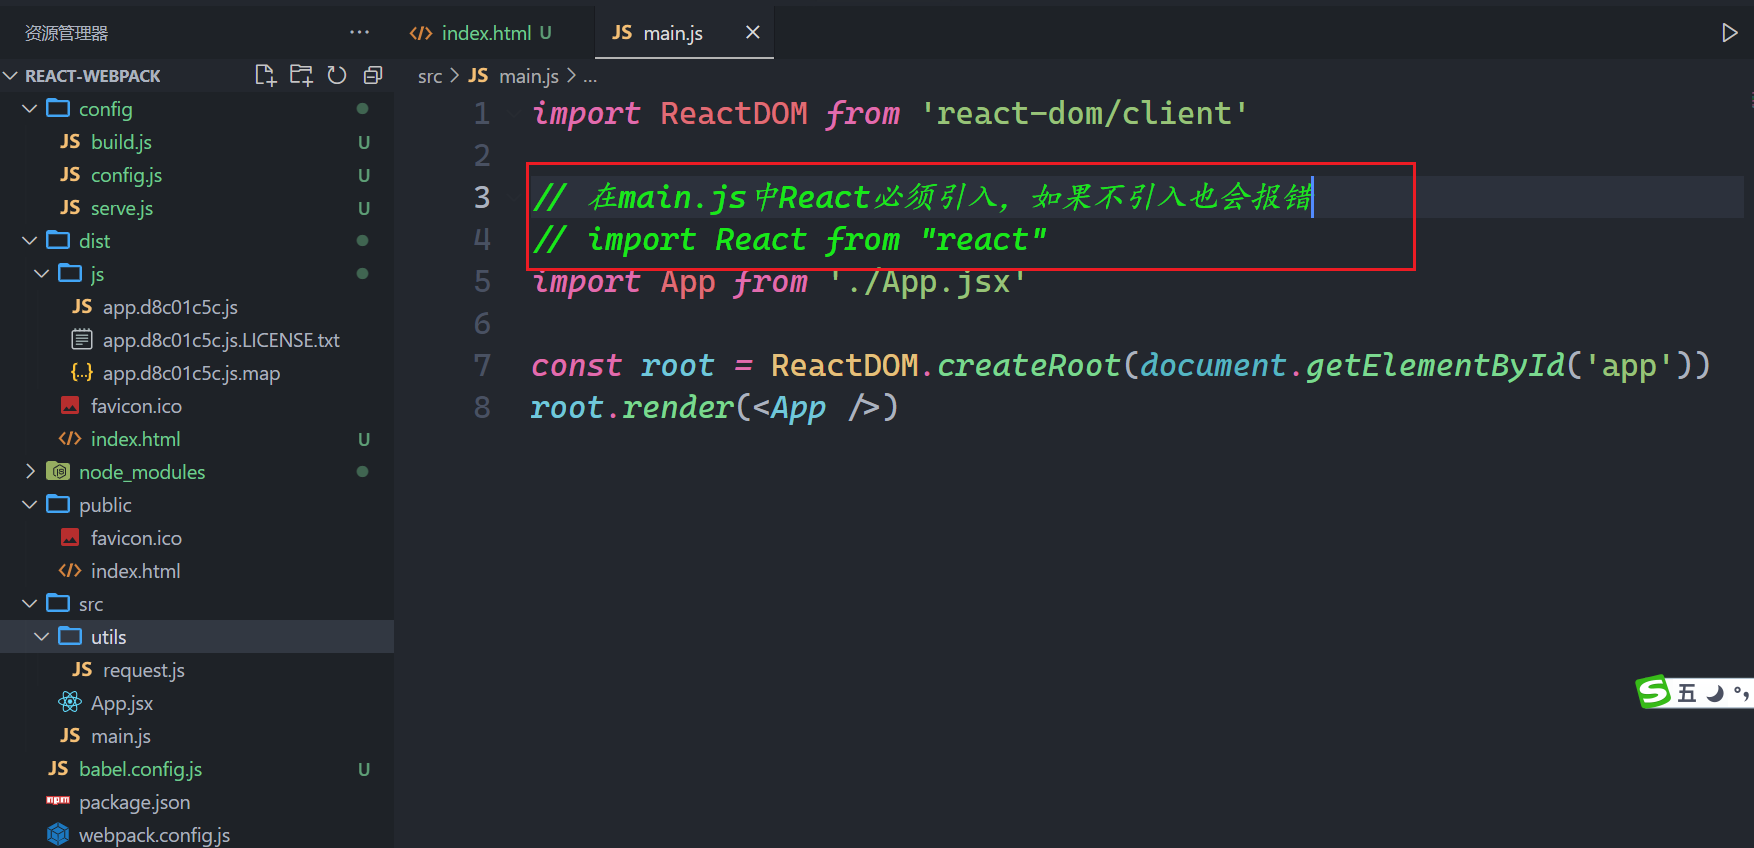 资源管理器 ···
index.html U
JS main.js
REACT-WEBPACK
src > JS main.js > ...
config
JS build.js U
JS config.js U
JS serve.js U
dist
js
JS app.d8c01c5c.js
app.d8c01c5c.js.LICENSE.txt
{..} app.d8c01c5c.js.map
favicon.ico
index.html U
node_modules
public
favicon.ico
index.html
src
utils
JS request.js
App.jsx
JS main.js
JS babel.config.js U
npm package.json
webpack.config.js
1 import ReactDOM from 'react-dom/client'
2
3 // 在main.js中React必须引入，如果不引入也会报错
4 // import React from "react"
5 import App from './App.jsx'
6
7 const root = ReactDOM.createRoot(document.getElementById('app'))
8 root.render(<App />)
S 五 °,